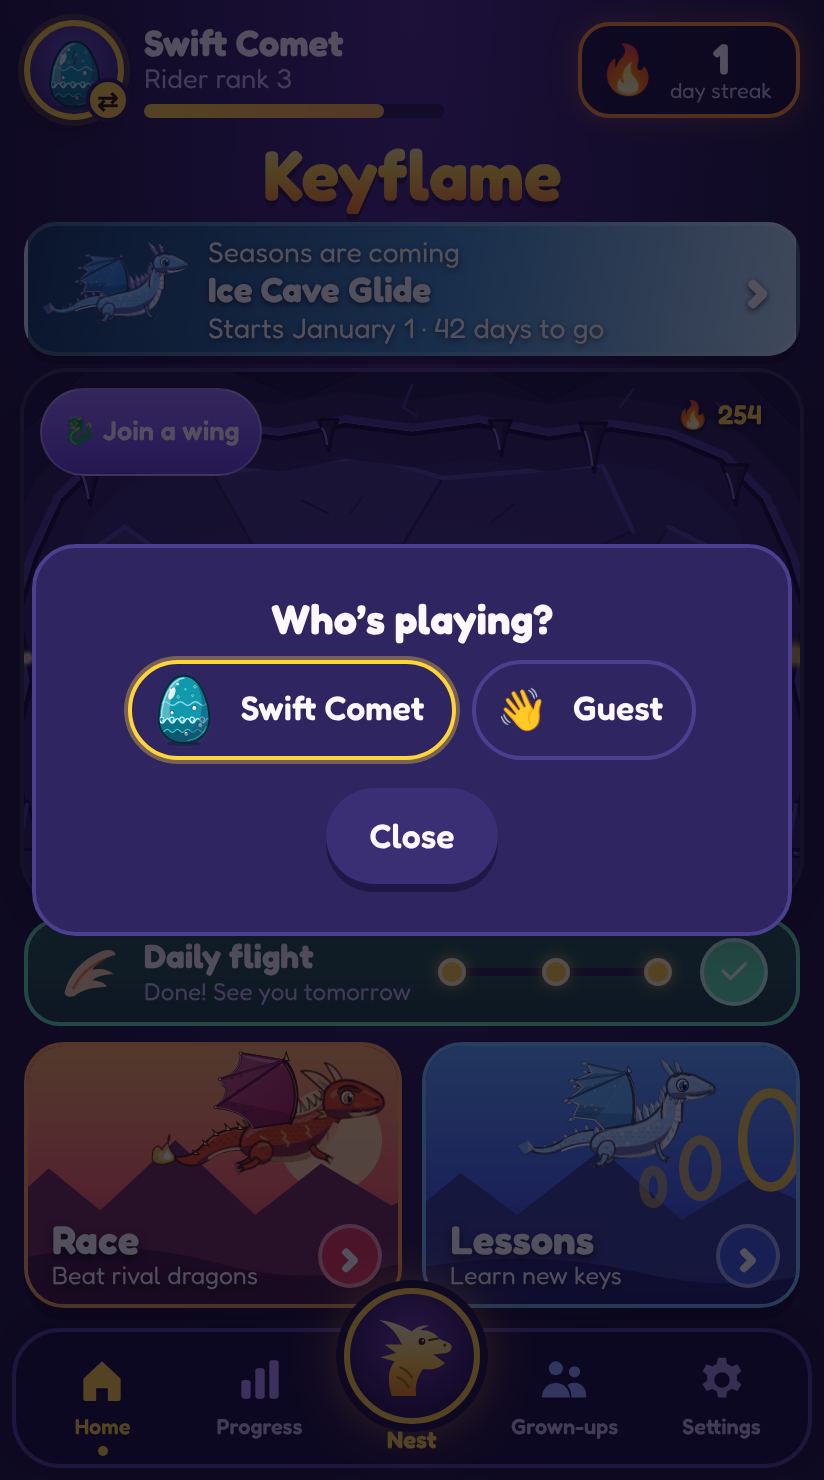 Swift Comet
Rider rank 3
1
day streak
Keyflame
Seasons are coming
Ice Cave Glide
Starts January 1 · 42 days to go
Join a wing
254
Who's playing?
Swift Comet
Guest
Close
Daily flight
Done! See you tomorrow
Race
Beat rival dragons
Lessons
Learn new keys
Home
Progress
Nest
Grown-ups
Settings